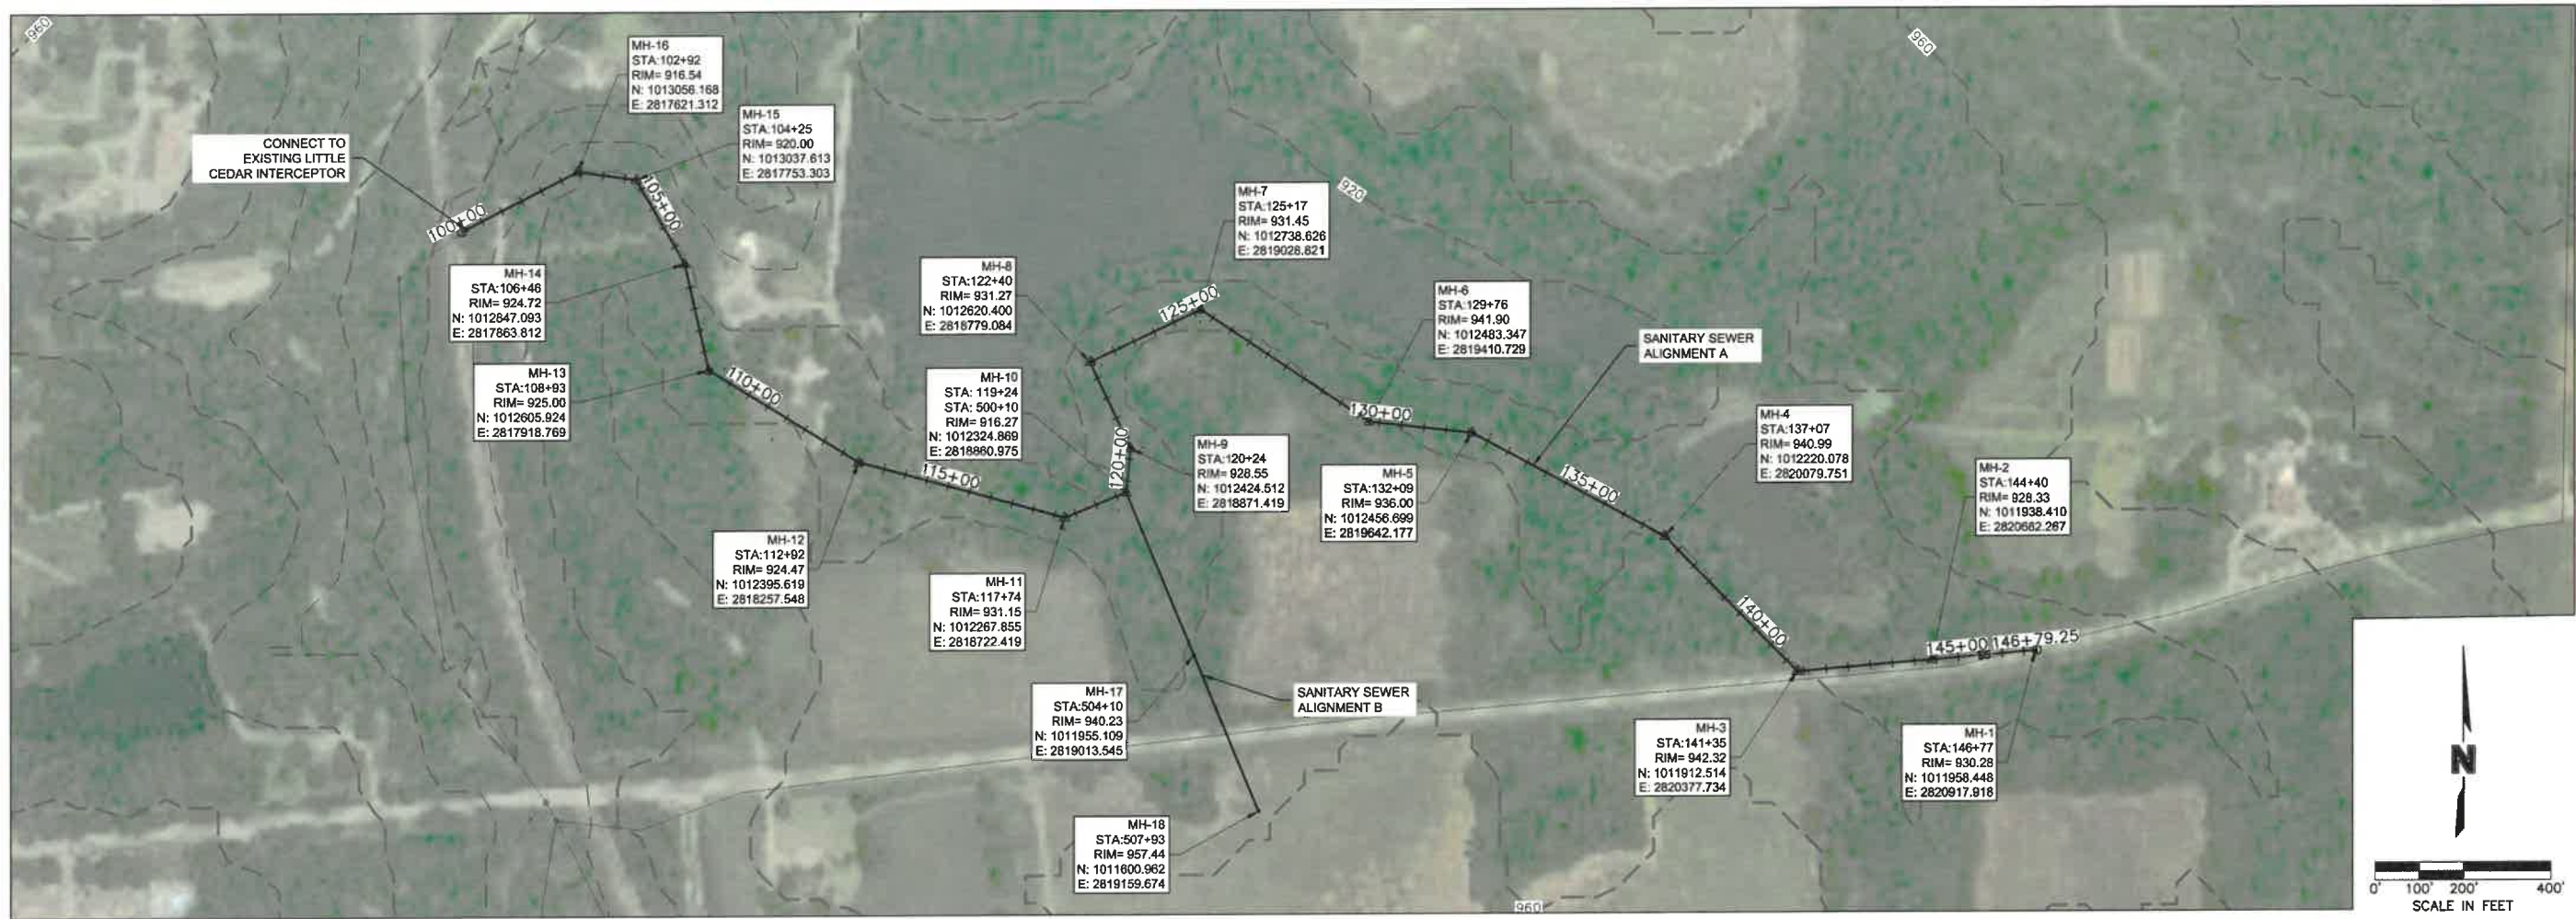 960
MH-16
STA:102+92
RIM= 916.54
N: 1013056.168
E: 2817621.312
960
MH-15
STA:104+25
RIM= 920.00
N: 1013037.613
E: 2817753.303
CONNECT TO
EXISTING LITTLE
CEDAR INTERCEPTOR
100+00
105+00
920
MH-7
STA:125+17
RIM= 931.45
N: 1012738.626
E: 2819028.821
MH-14
STA:106+46
RIM= 924.72
N: 1012847.093
E: 2817863.812
MH-8
STA:122+40
RIM= 931.27
N: 1012620.400
E: 2818779.084
125+00
MH-6
STA:129+76
RIM= 941.90
N: 1012483.347
E: 2819410.729
SANITARY SEWER
ALIGNMENT A
MH-13
STA:108+93
RIM= 925.00
N: 1012605.924
E: 2817918.769
110+00
MH-10
STA: 119+24
STA: 500+10
RIM= 916.27
N: 1012324.869
E: 2818860.975
130+00
MH-4
STA:137+07
RIM= 940.99
N: 1012220.078
E: 2820079.751
120+00
MH-9
STA:120+24
RIM= 928.55
N: 1012424.512
E: 2818871.419
115+00
MH-5
STA:132+09
RIM= 936.00
N: 1012456.699
E: 2819642.177
135+00
MH-2
STA:144+40
RIM= 928.33
N: 1011938.410
E: 2820682.267
MH-12
STA:112+92
RIM= 924.47
N: 1012395.619
E: 2818257.548
MH-11
STA:117+74
RIM= 931.15
N: 1012267.855
E: 2818722.419
140+00
145+00
146+79.25
MH-17
STA:504+10
RIM= 940.23
N: 1011955.109
E: 2819013.545
SANITARY SEWER
ALIGNMENT B
MH-3
STA:141+35
RIM= 942.32
N: 1011912.514
E: 2820377.734
MH-1
STA:146+77
RIM= 930.28
N: 1011958.448
E: 2820917.918
N
MH-18
STA:507+93
RIM= 957.44
N: 1011600.962
E: 2819159.674
0' 100' 200' 400'
SCALE IN FEET
960